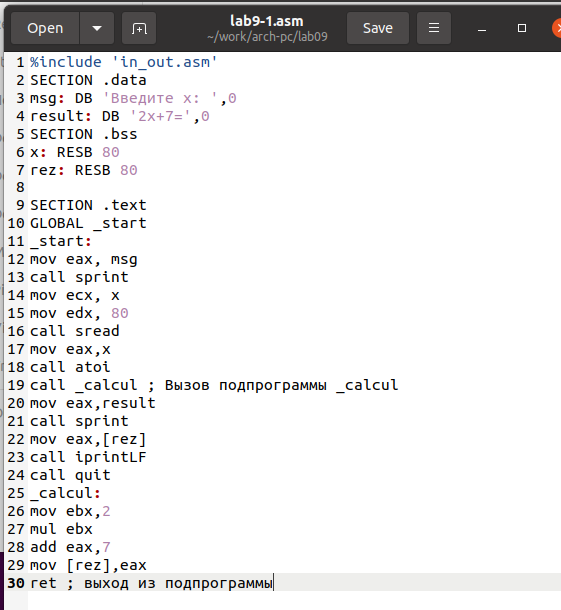 Open
Save
lab9-1.asm
~/work/arch-pc/lab09
1 %include 'in_out.asm'
2 SECTION .data
3 msg: DB 'Введите x: ',0
4 result: DB '2x+7=',0
5 SECTION .bss
6 x: RESB 80
7 rez: RESB 80
8
9 SECTION .text
10 GLOBAL _start
11 _start:
12 mov eax, msg
13 call sprint
14 mov ecx, x
15 mov edx, 80
16 call sread
17 mov eax,x
18 call atoi
19 call _calcul ; Вызов подпрограммы _calcul
20 mov eax,result
21 call sprint
22 mov eax,[rez]
23 call iprintLF
24 call quit
25 _calcul:
26 mov ebx,2
27 mul ebx
28 add eax,7
29 mov [rez],eax
30 ret ; выход из подпрограммы